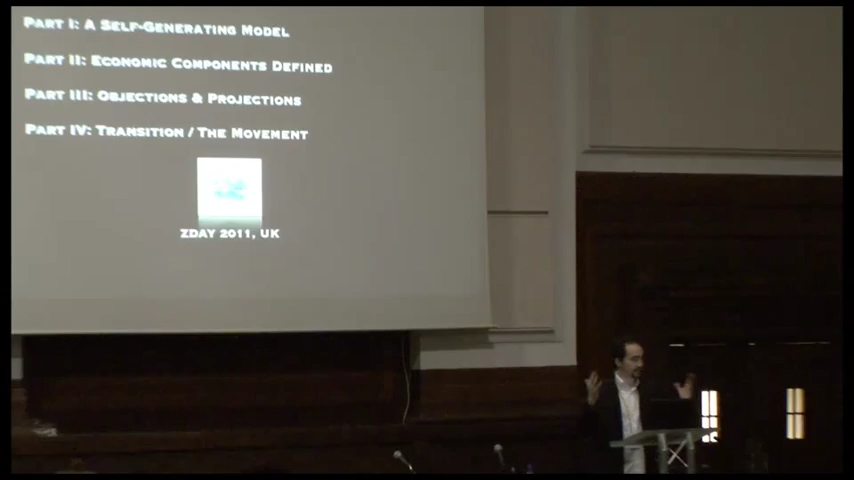 Part I: A Self-Generating Model
Part II: Economic Components Defined
Part III: Objections & Projections
Part IV: Transition / The Movement
ZDAY 2011, UK